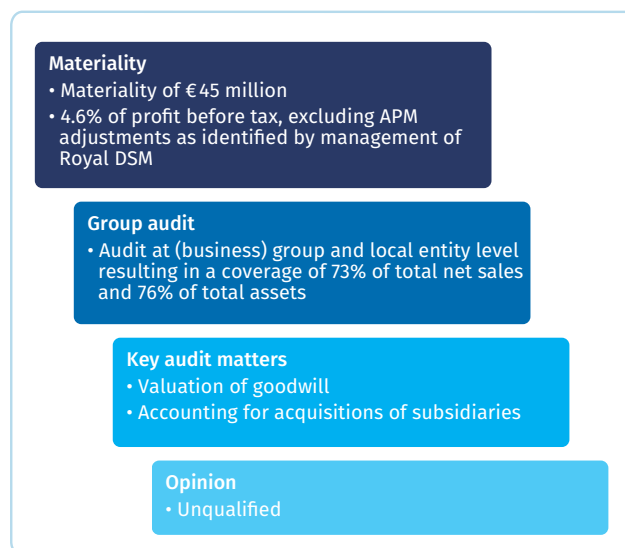 Materiality
• Materiality of €45 million
• 4.6% of profit before tax, excluding APM
adjustments as identified by management of
Royal DSM
Group audit
• Audit at (business) group and local entity level
resulting in a coverage of 73% of total net sales
and 76% of total assets
Key audit matters
• Valuation of goodwill
• Accounting for acquisitions of subsidiaries
Opinion
• Unqualified